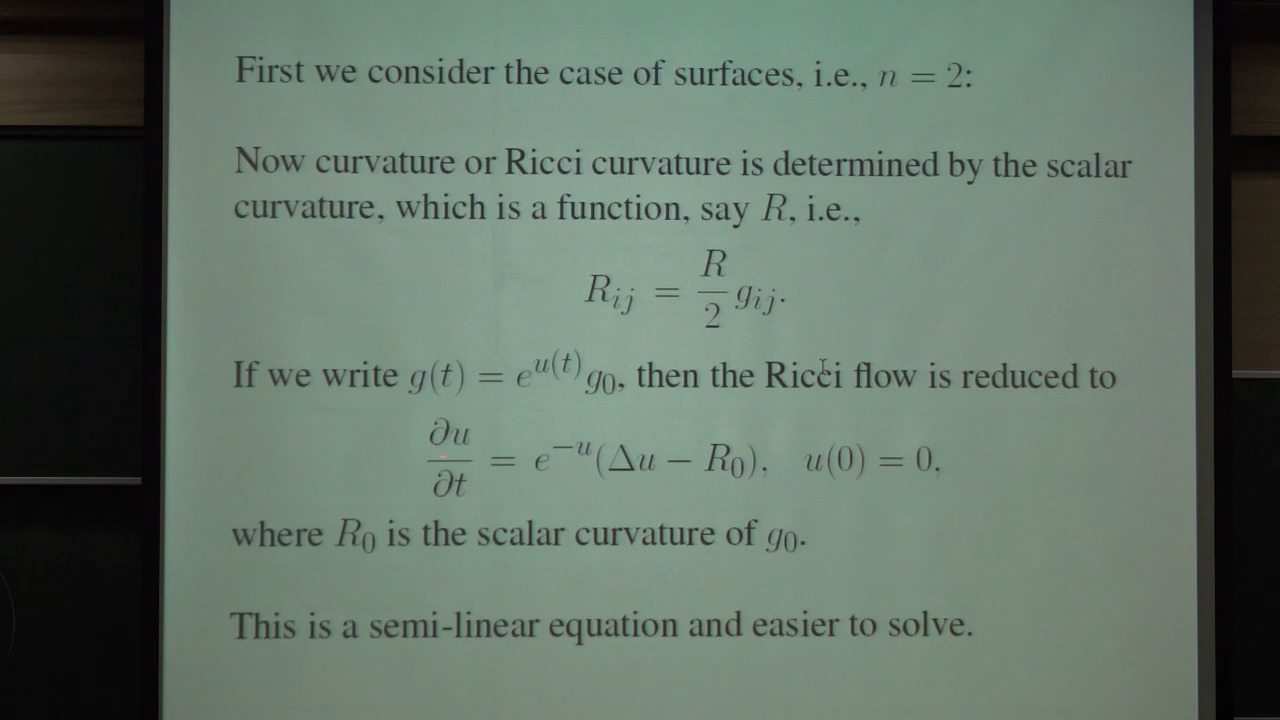 First we consider the case of surfaces, i.e., n = 2:
Now curvature or Ricci curvature is determined by the scalar
curvature, which is a function, say R, i.e.,
R_{ij} = \frac{R}{2} g_{ij}.
If we write g(t) = e^{u(t)} g_0, then the Ricci flow is reduced to
\frac{\partial u}{\partial t} = e^{-u}(\Delta u − R_0), u(0) = 0,
where R_0 is the scalar curvature of g_0.
This is a semi-linear equation and easier to solve.